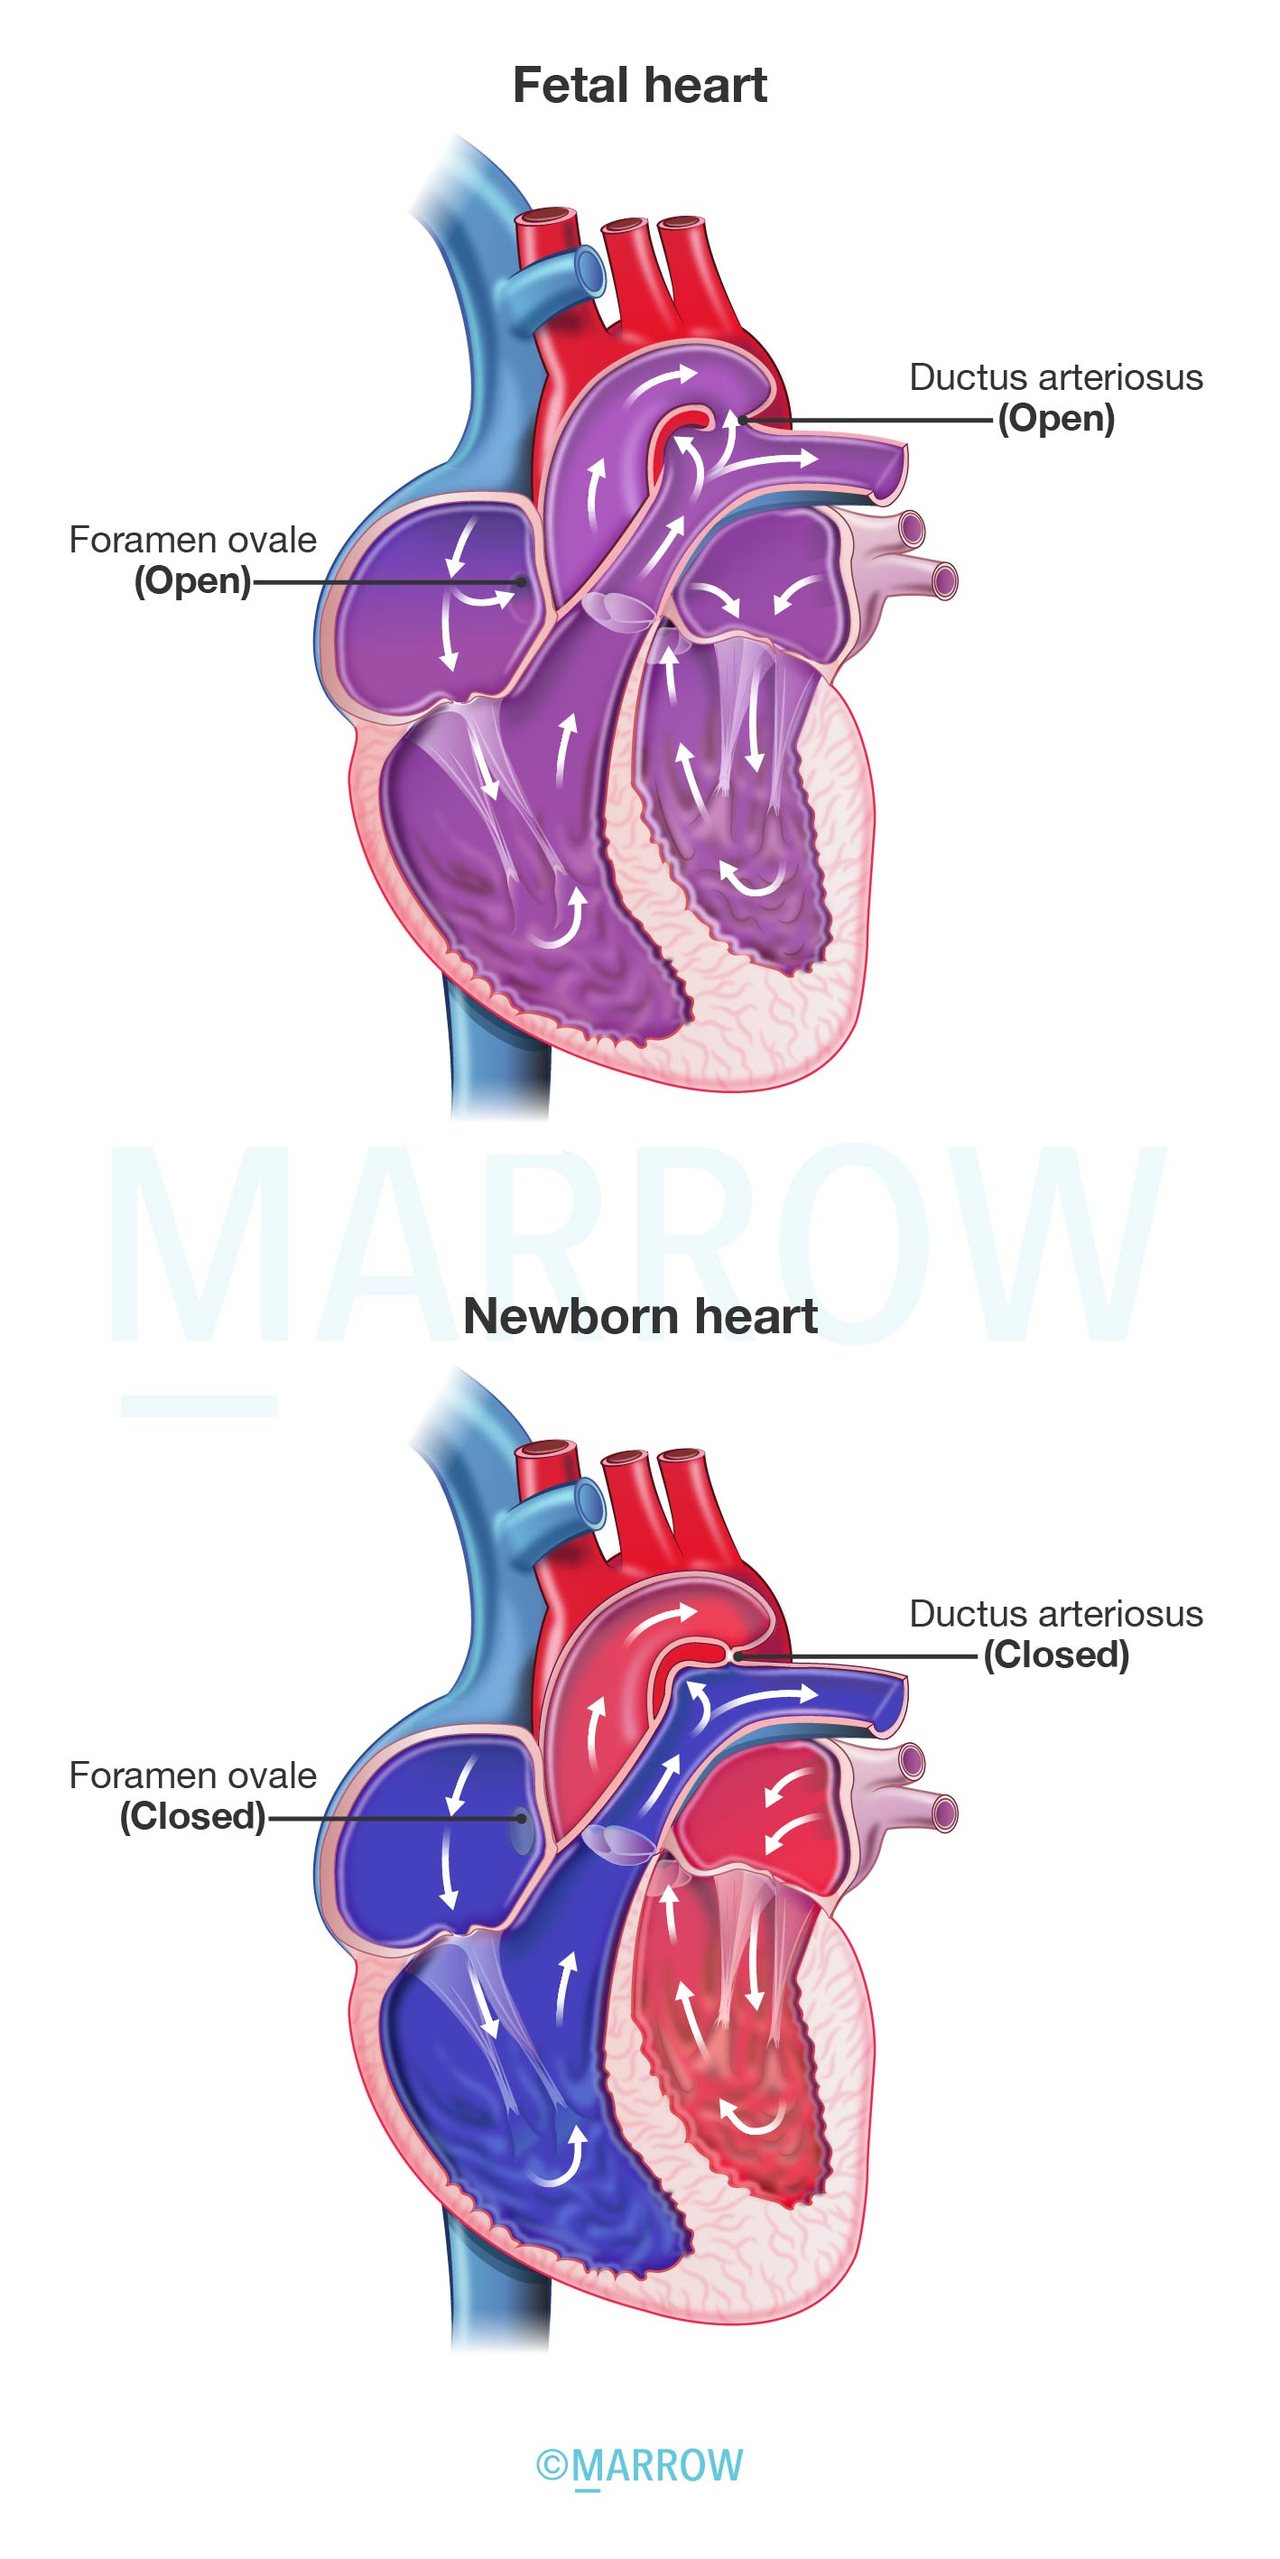 Fetal heart
Ductus arteriosus
(Open)
Foramen ovale
(Open)
MARROW
Newborn heart
Ductus arteriosus
(Closed)
Foramen ovale
(Closed)
©MARROW